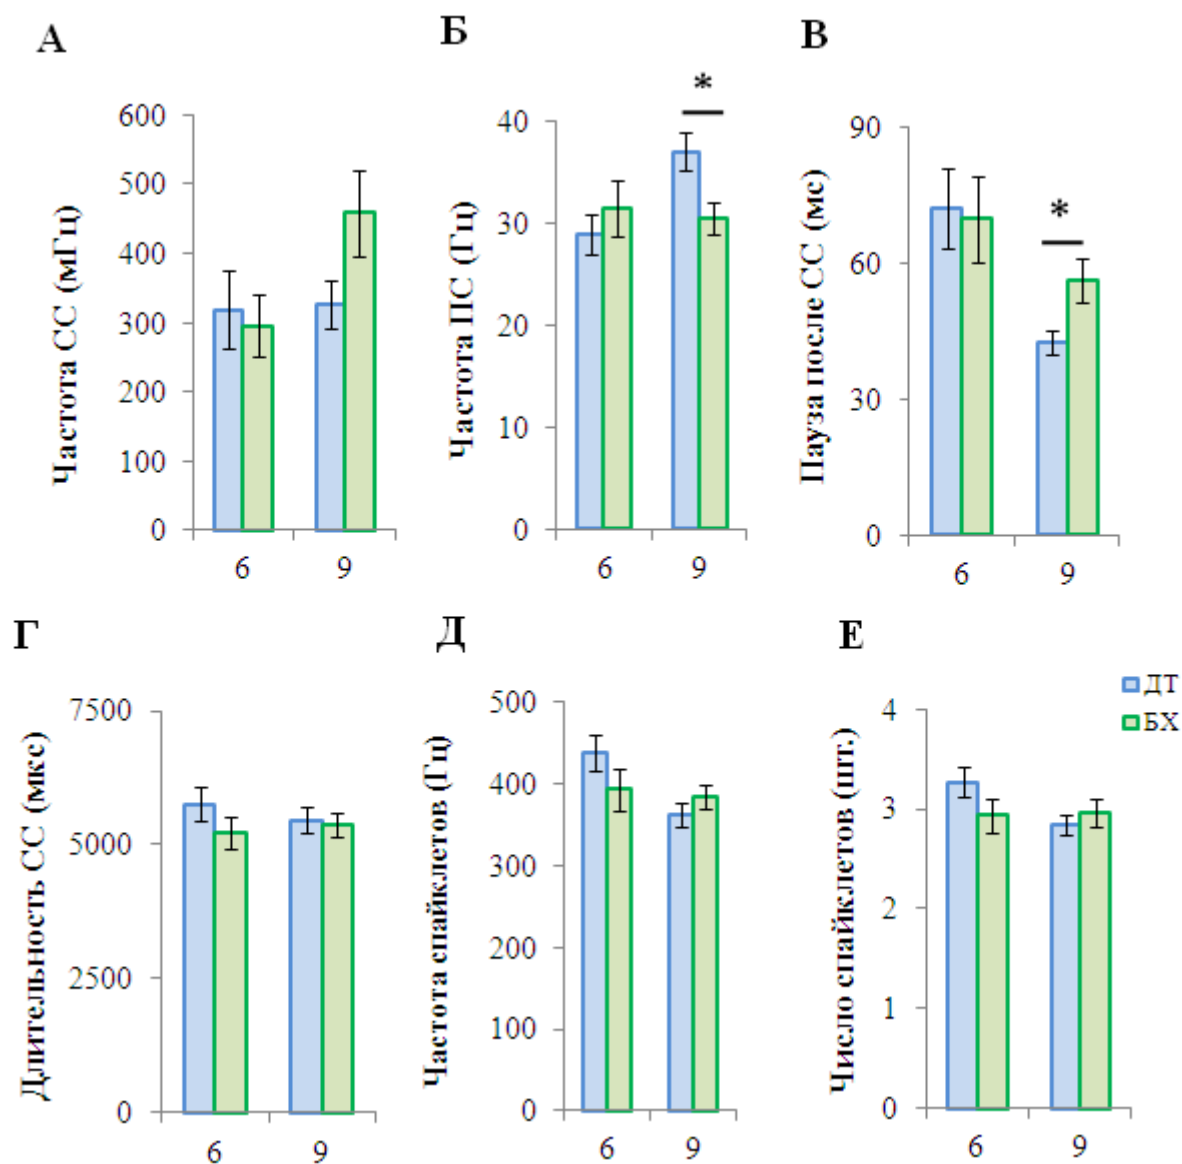 А
Частота СС (мГц)
600
500
400
300
200
100
0
6 9
Б
*
Частота ПС (Гц)
40
30
20
10
0
6 9
В
*
Пауза после СС (мс)
90
60
30
0
6 9
Г
Длительность СС (мкс)
7500
5000
2500
0
6 9
Д
Частота спайклетов (Гц)
500
400
300
200
100
0
6 9
Е
ДТ
БХ
Число спайклетов (шт.)
4
3
2
1
0
6 9